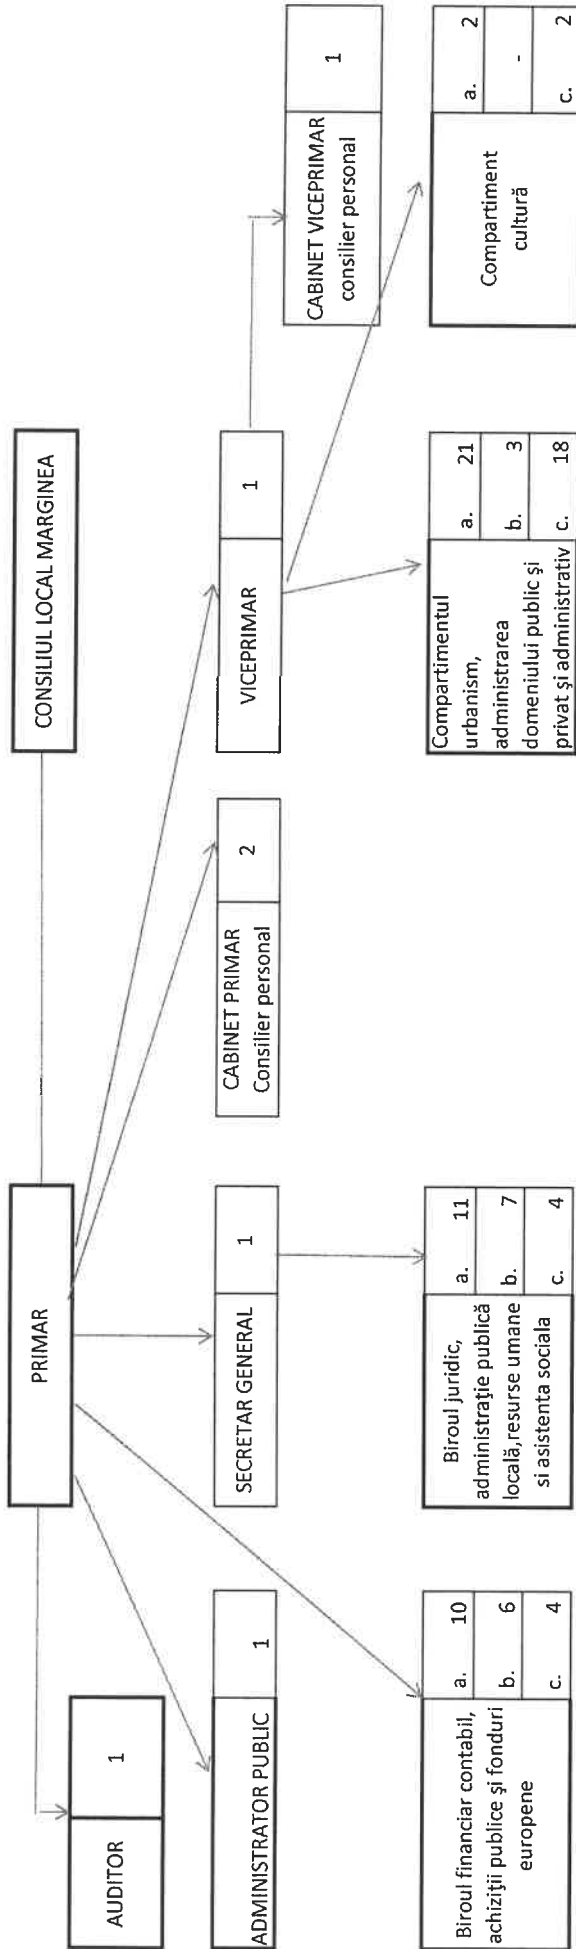 CONSILIUL LOCAL MARGINEA
PRIMAR
AUDITOR
1
ADMINISTRATOR PUBLIC
1
SECRETAR GENERAL
1
CABINET PRIMAR
Consilier personal
2
VICEPRIMAR
1
CABINET VICEPRIMAR
consilier personal
1
Biroul financiar contabil,
achiziţii publice şi fonduri
europene
a. 10
b. 6
c. 4
Biroul juridic,
administraţie publică
locală,resurse umane
si asistenta sociala
a. 11
b. 7
c. 4
Compartimentul
urbanism,
administrarea
domeniului public şi
privat şi administrativ
a. 21
b. 3
c. 18
Compartiment
cultură
a. 2
-
c. 2